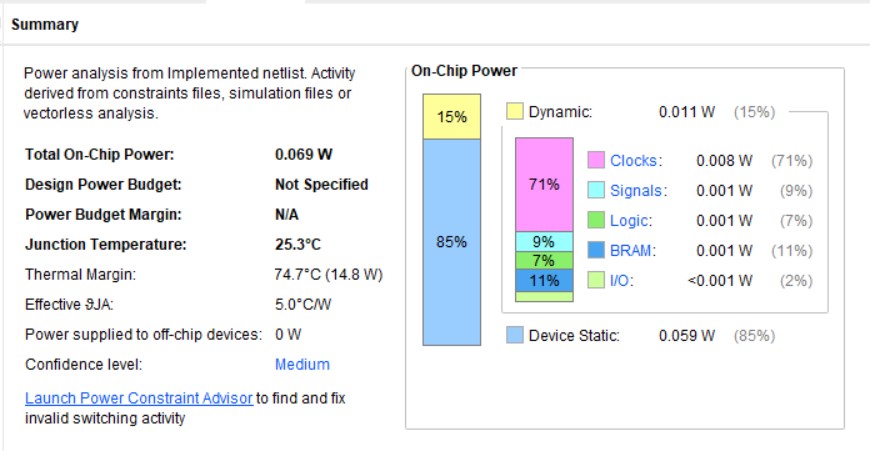 Summary
Power analysis from Implemented netlist. Activity
derived from constraints files, simulation files or
vectorless analysis.
Total On-Chip Power: 0.069 W
Design Power Budget: Not Specified
Power Budget Margin: N/A
Junction Temperature: 25.3°C
Thermal Margin: 74.7°C (14.8 W)
Effective ϑJA: 5.0°C/W
Power supplied to off-chip devices: 0 W
Confidence level: Medium
Launch Power Constraint Advisor to find and fix
invalid switching activity
On-Chip Power
15%
85%
Dynamic: 0.011 W (15%)
71%
9%
7%
11%
Clocks: 0.008 W (71%)
Signals: 0.001 W (9%)
Logic: 0.001 W (7%)
BRAM: 0.001 W (11%)
I/O: <0.001 W (2%)
Device Static: 0.059 W (85%)